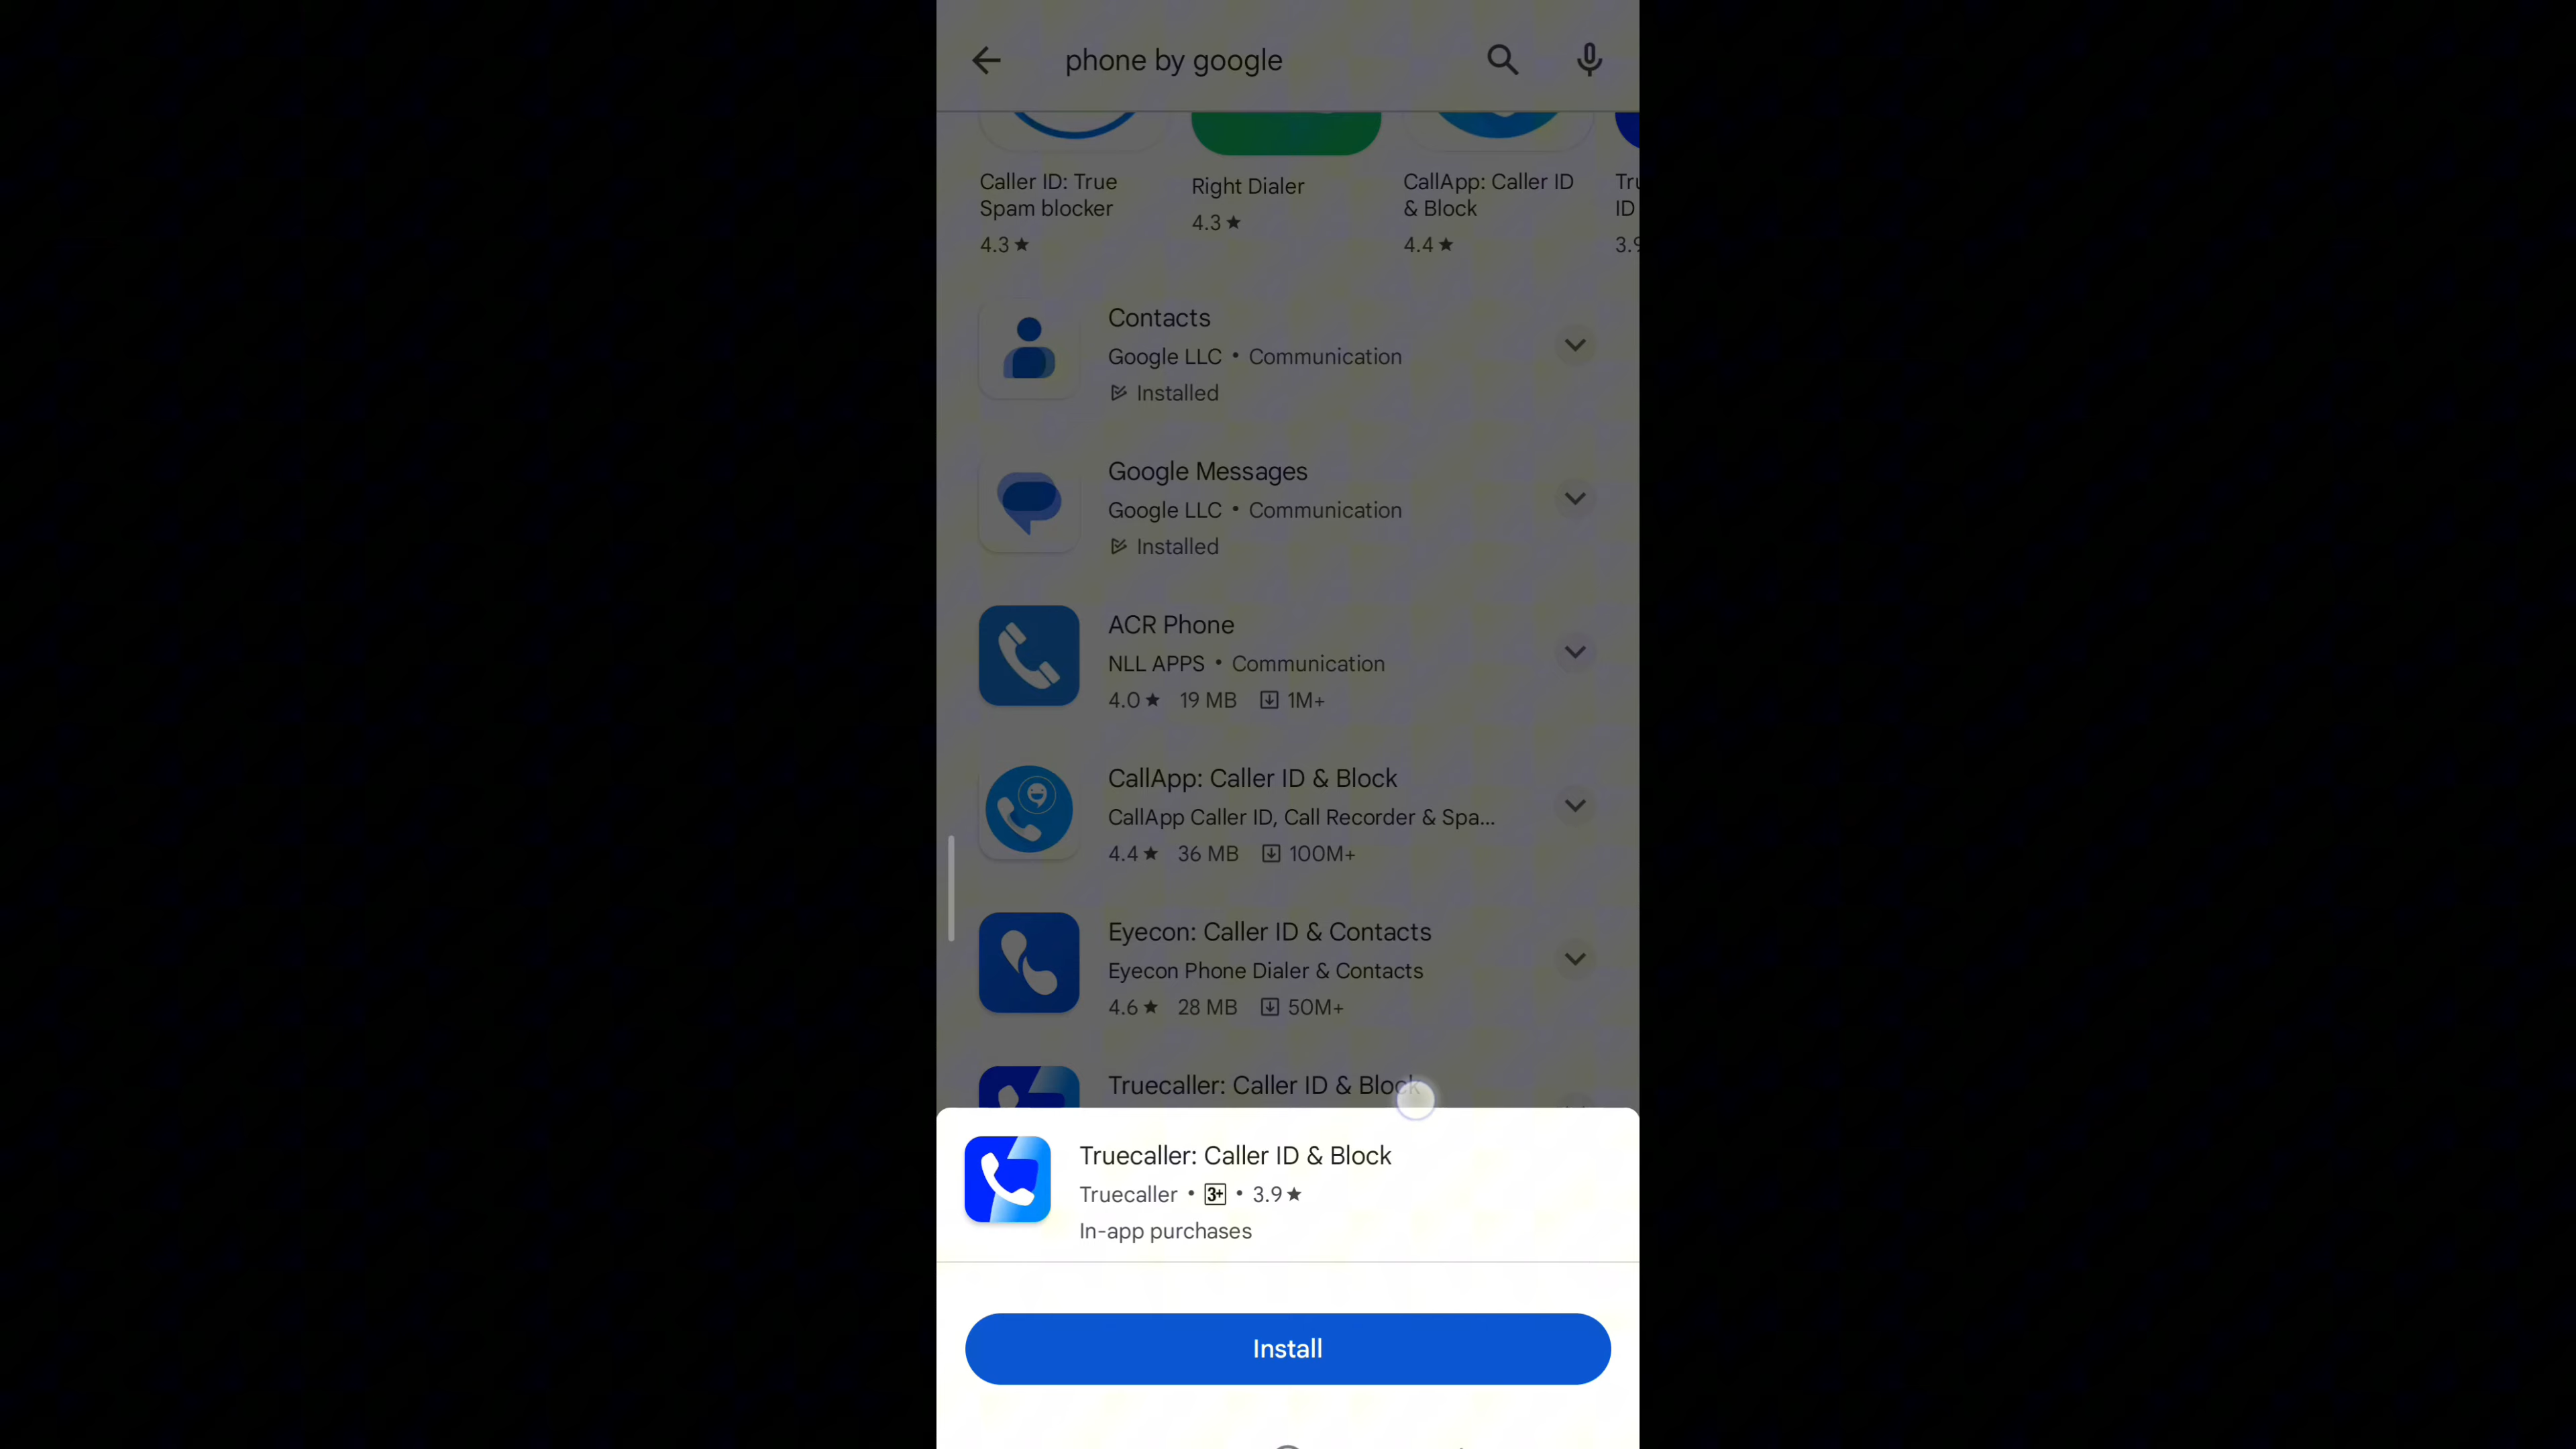 phone by google
Caller ID: True
Spam blocker
4.3★
Right Dialer
4.3★
CallApp: Caller ID
& Block
4.4★
Tru
ID
3.9
Contacts
Google LLC • Communication
Installed
Google Messages
Google LLC • Communication
Installed
ACR Phone
NLL APPS • Communication
4.0★ 19 MB 1M+
CallApp: Caller ID & Block
CallApp Caller ID, Call Recorder & Spa...
4.4★ 36 MB 100M+
Eyecon: Caller ID & Contacts
Eyecon Phone Dialer & Contacts
4.6★ 28 MB 50M+
Truecaller: Caller ID & Block
Truecaller: Caller ID & Block
Truecaller • 3+ • 3.9★
In-app purchases
Install